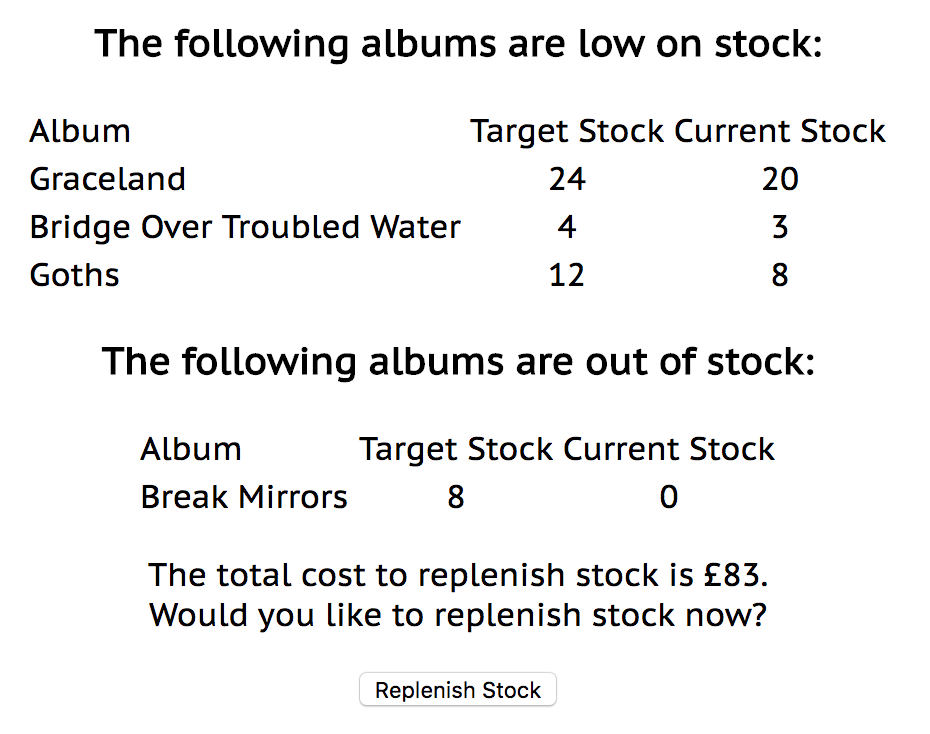 The following albums are low on stock:
Album Target Stock Current Stock
Graceland 24 20
Bridge Over Troubled Water 4 3
Goths 12 8
The following albums are out of stock:
Album Target Stock Current Stock
Break Mirrors 8 0
The total cost to replenish stock is £83.
Would you like to replenish stock now?
Replenish Stock